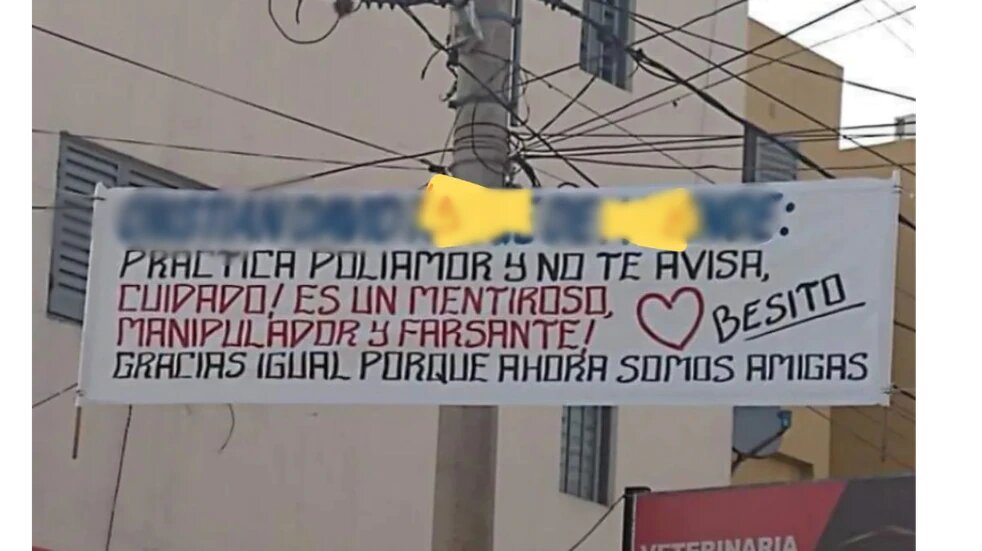 PRACTICA POLIAMOR Y NO TE AVISA,
CUIDADO! ES UN MENTIROSO,
MANIPULADOR Y FARSANTE!
BESITO
GRACIAS IGUAL PORQUE AHORA SOMOS AMIGAS
VETERINARIA